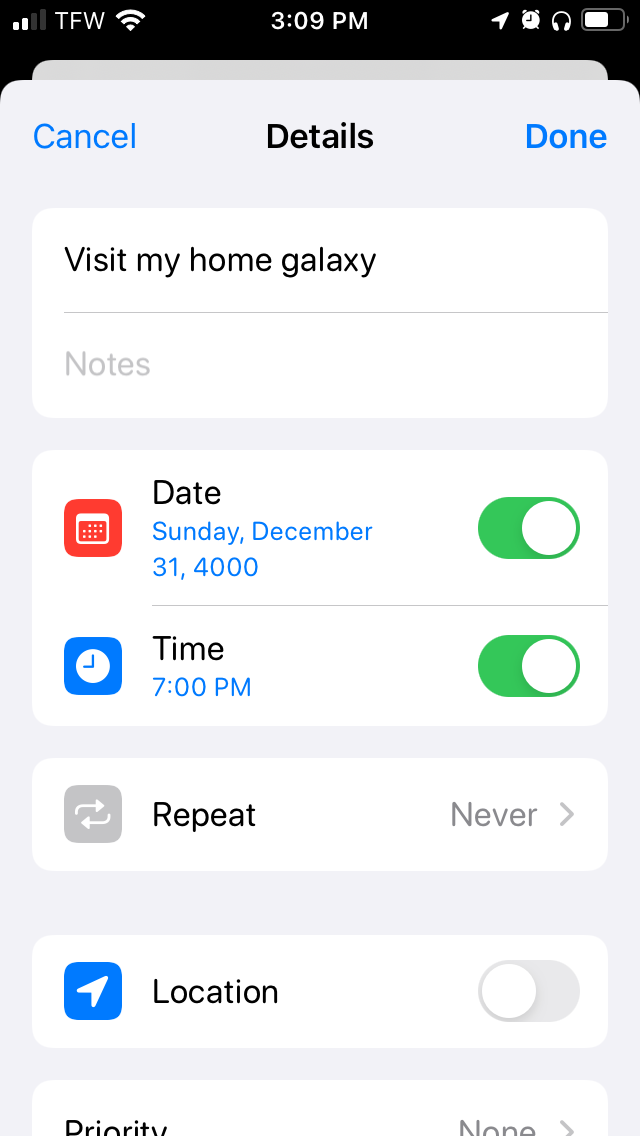 TFW 3:09 PM
Cancel Details Done
Visit my home galaxy
Notes
Date
Sunday, December
31, 4000
Time
7:00 PM
Repeat Never
Location
Priority None